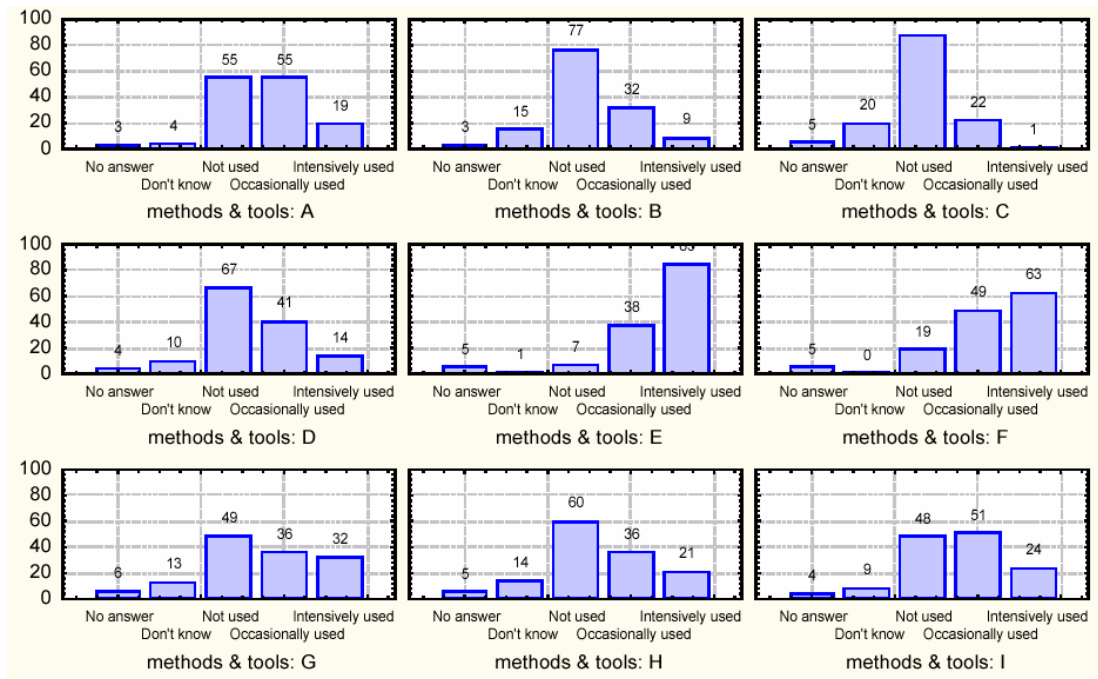 100
80
60
40
20
0
3 4 55 55 19
3 15 77 32 9
5 20 22 1
No answer Not used Intensively used
Don't know Occasionally used
No answer Not used Intensively used
Don't know Occasionally used
No answer Not used Intensively used
Don't know Occasionally used
methods & tools: A
methods & tools: B
methods & tools: C
100
80
60
40
20
0
4 10 67 41 14
5 1 7 38
5 0 19 49 63
No answer Not used Intensively used
Don't know Occasionally used
No answer Not used Intensively used
Don't know Occasionally used
No answer Not used Intensively used
Don't know Occasionally used
methods & tools: D
methods & tools: E
methods & tools: F
100
80
60
40
20
0
6 13 49 36 32
5 14 60 36 21
4 9 48 51 24
No answer Not used Intensively used
Don't know Occasionally used
No answer Not used Intensively used
Don't know Occasionally used
No answer Not used Intensively used
Don't know Occasionally used
methods & tools: G
methods & tools: H
methods & tools: I